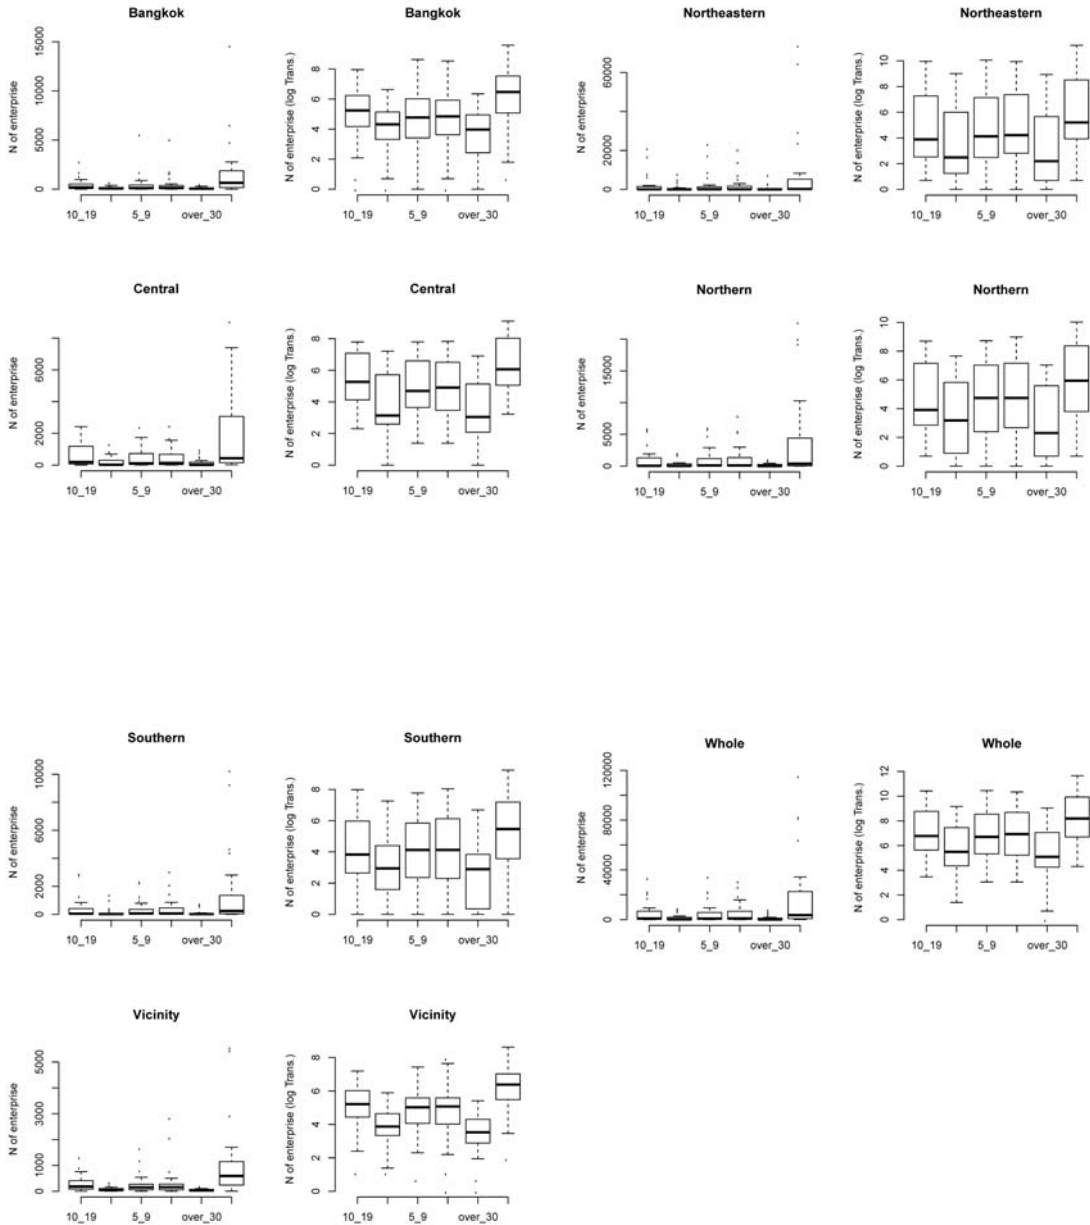 Bangkok
N of enterprise
15000
10000
5000
0
10_19
5_9
over_30
Bangkok
N of enterprise (log Trans.)
8
6
4
2
0
10_19
5_9
over_30
Northeastern
N of enterprise
60000
20000
0
10_19
5_9
over_30
Northeastern
N of enterprise (log Trans.)
10
8
6
4
2
0
10_19
5_9
over_30
Central
N of enterprise
6000
2000
0
10_19
5_9
over_30
Central
N of enterprise (log Trans.)
8
6
4
2
0
10_19
5_9
over_30
Northern
N of enterprise
15000
5000
0
10_19
5_9
over_30
Northern
N of enterprise (log Trans.)
10
8
6
4
2
0
10_19
5_9
over_30
Southern
N of enterprise
10000
6000
2000
0
10_19
5_9
over_30
Southern
N of enterprise (log Trans.)
8
6
4
2
0
10_19
5_9
over_30
Whole
N of enterprise
120000
80000
40000
0
10_19
5_9
over_30
Whole
N of enterprise (log Trans.)
12
10
8
6
4
2
0
10_19
5_9
over_30
Vicinity
N of enterprise
5000
3000
1000
0
10_19
5_9
over_30
Vicinity
N of enterprise (log Trans.)
8
6
4
2
0
10_19
5_9
over_30